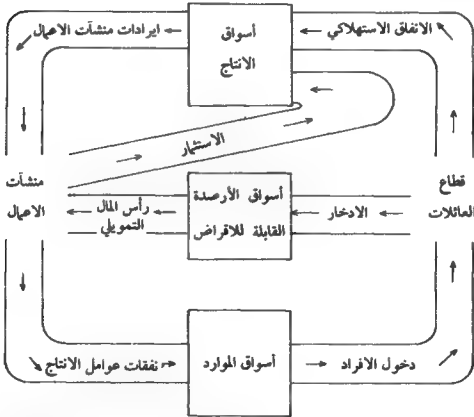 الانفاق الاستهلاكي
أسواق
الانتاج
ايرادات منشآت الاعمال
الاستثمار
قطاع
العائلات
الادخار
أسواق الأرصدة
القابلة للاقراض
رأس المال
التمويلي
منشآت
الاعمال
دخول الافراد
أسواق الموارد
نفقات عوامل الانتاج